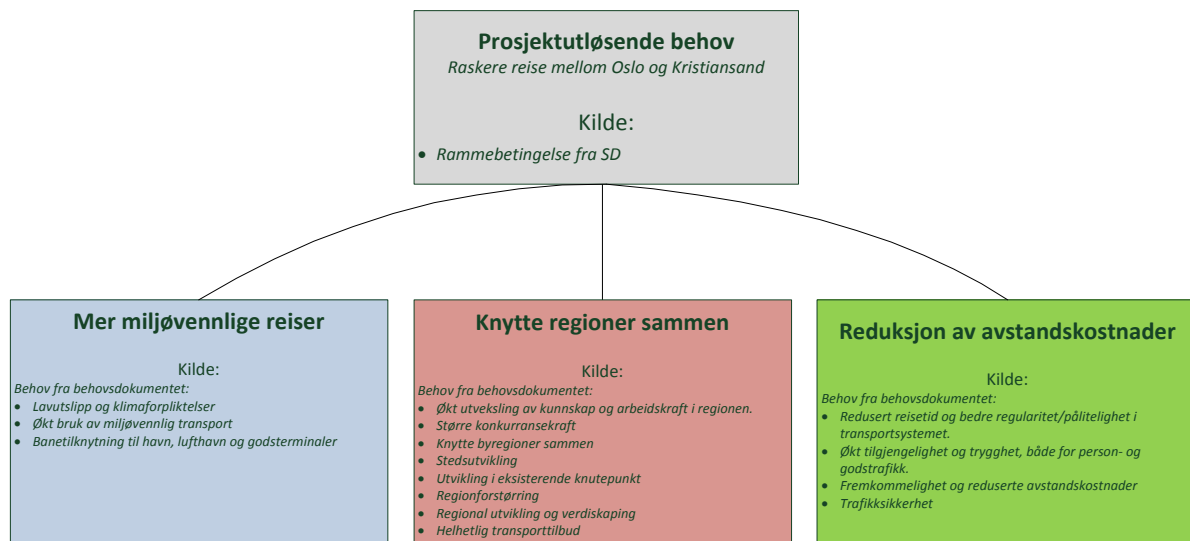 Prosjektutløsende behov
Raskere reise mellom Oslo og Kristiansand
Kilde:
• Rammebetingelse fra SD
Mer miljøvennlige reiser
Kilde:
Behov fra behovsdokumentet:
• Lavutslipp og klimaforpliktelser
• Økt bruk av miljøvennlig transport
• Banetilknytning til havn, lufthavn og godsterminaler
Knytte regioner sammen
Kilde:
Behov fra behovsdokumentet:
• Økt utveksling av kunnskap og arbeidskraft i regionen.
• Større konkurransekraft
• Knytte byregioner sammen
• Stedsutvikling
• Utvikling i eksisterende knutepunkt
• Regionforstørring
• Regional utvikling og verdiskaping
• Helhetlig transporttilbud
Reduksjon av avstandskostnader
Kilde:
Behov fra behovsdokumentet:
• Redusert reisetid og bedre regularitet/pålitelighet i
transportsystemet.
• Økt tilgjengelighet og trygghet, både for person- og
godstrafikk.
• Fremkommelighet og reduserte avstandskostnader
• Trafikksikkerhet